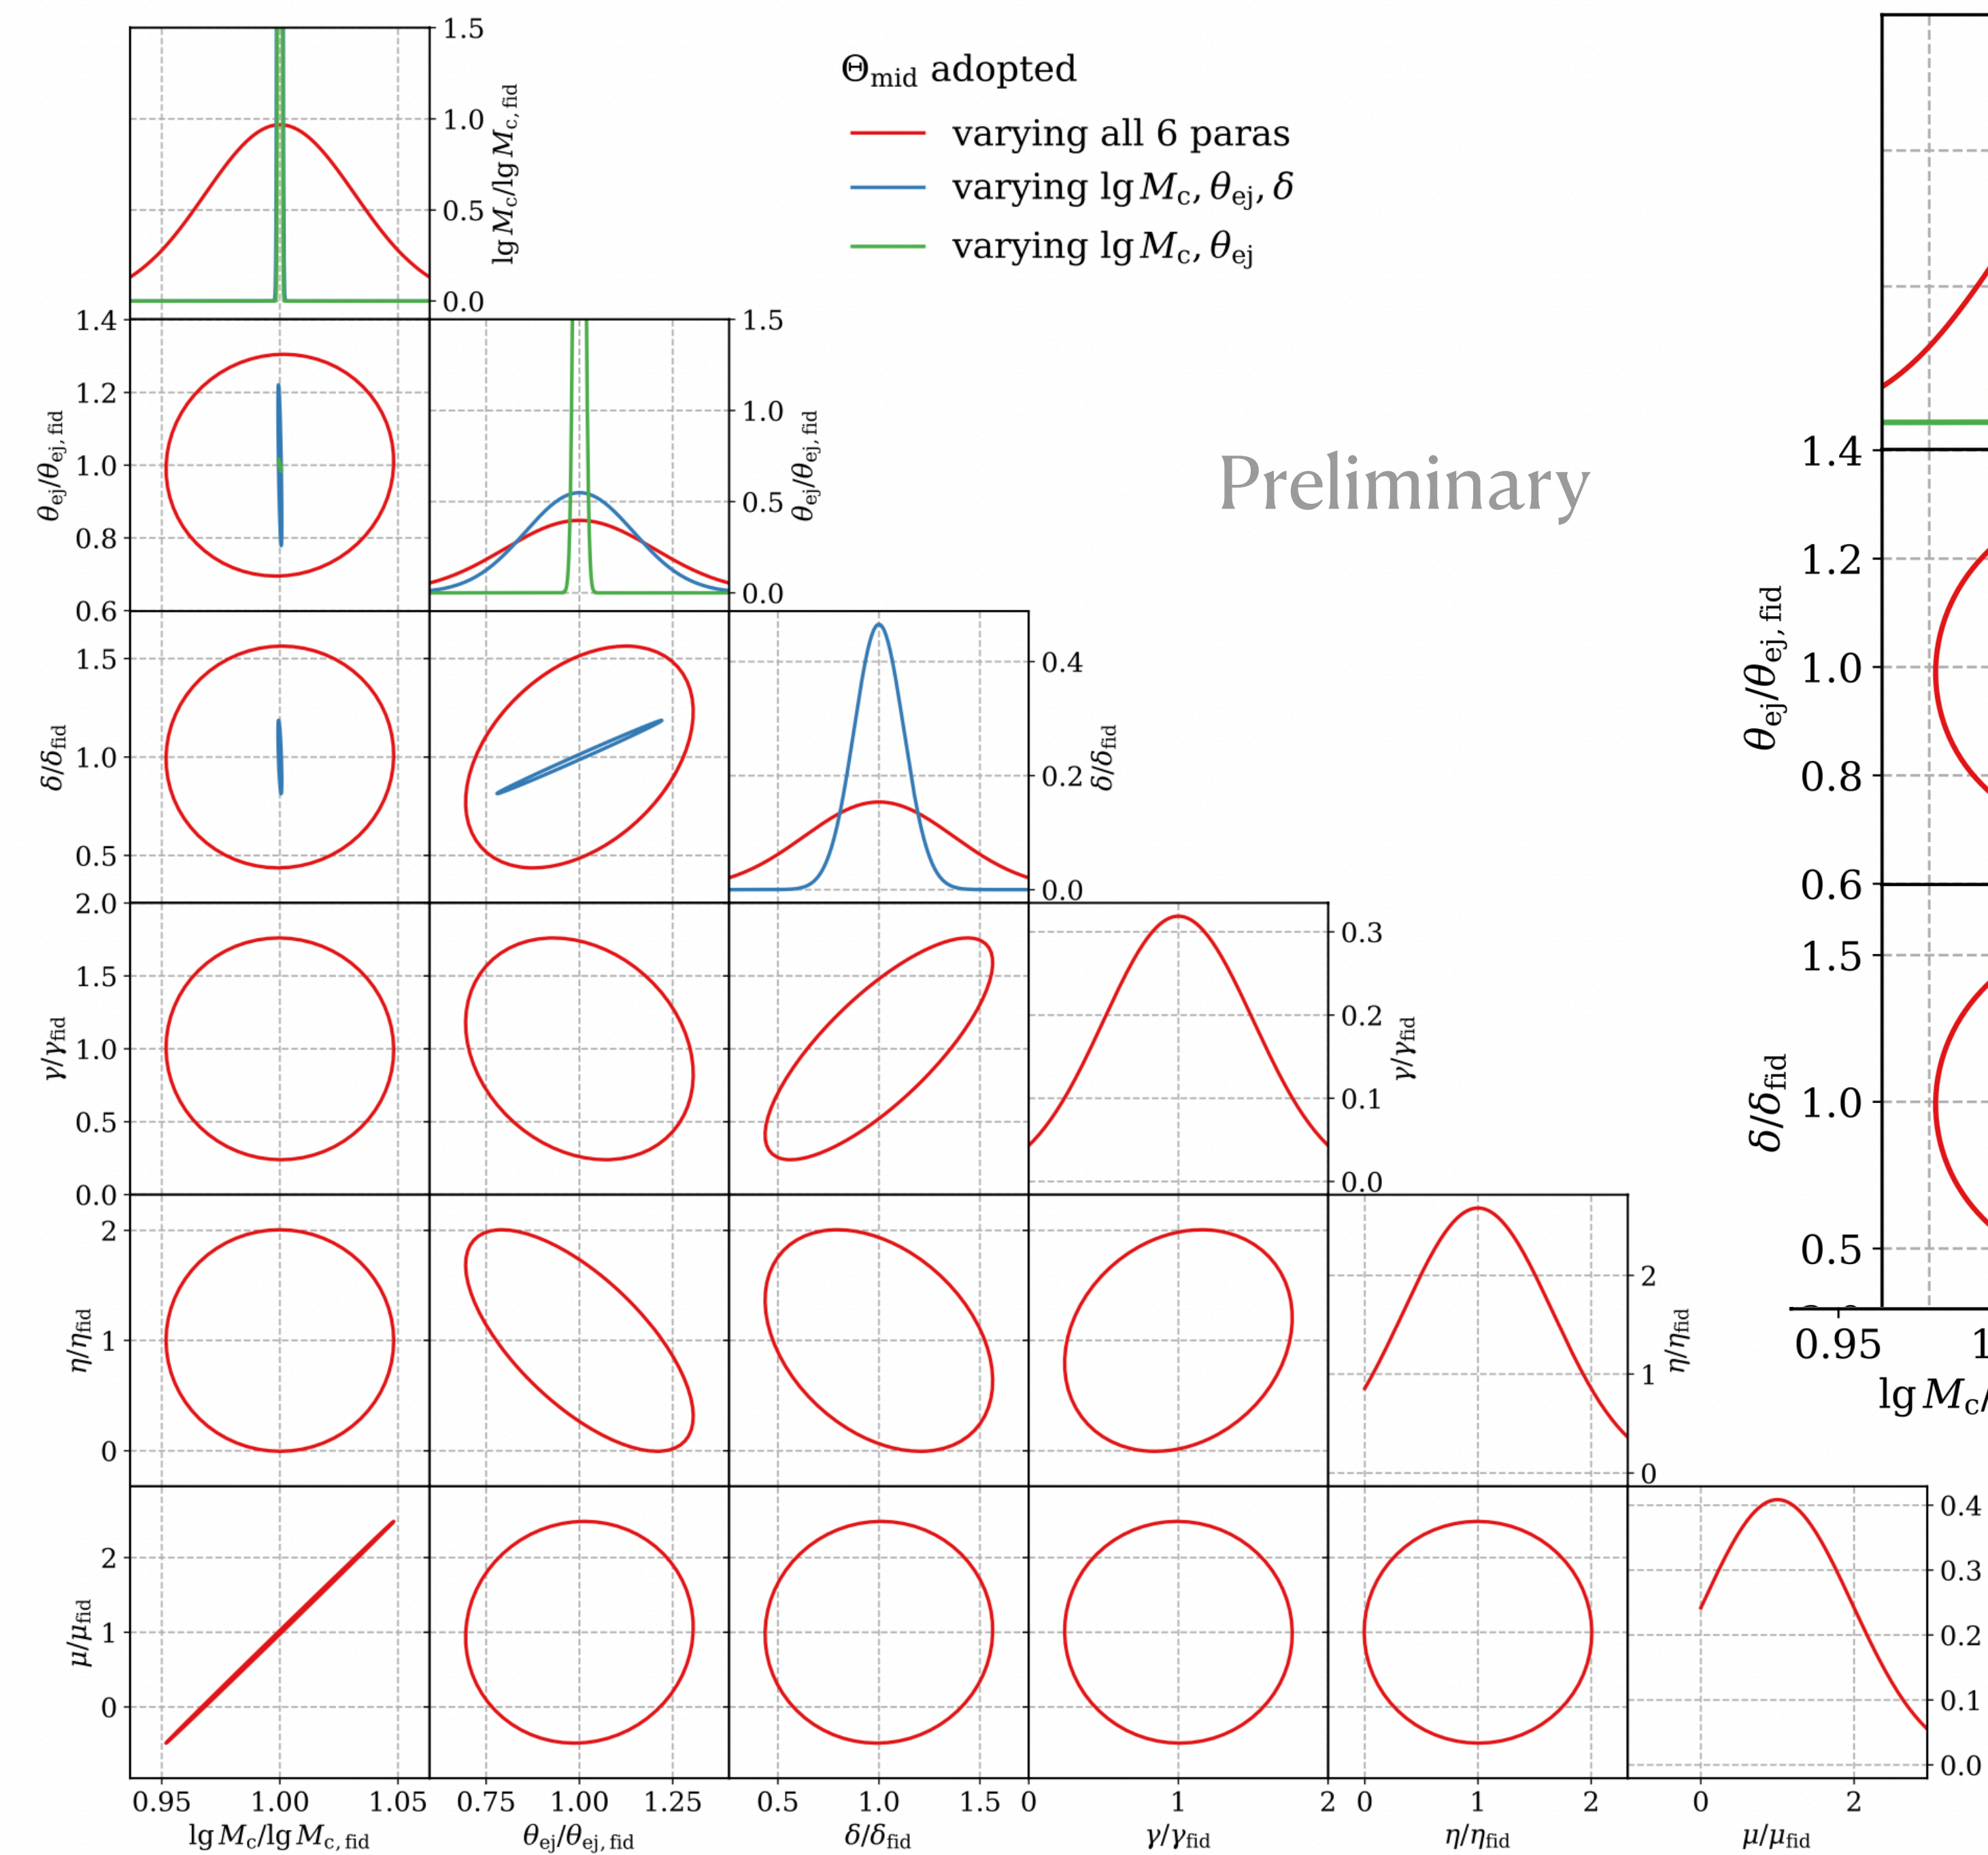 Θmid adopted
varying all 6 paras
varying lg Mc, θej, δ
varying lg Mc, θej
Preliminary
1.5
1.0
0.5
0.0
lg Mc/lg Mc, fid
1.4
1.2
1.0
0.8
0.6
θej/θej, fid
1.5
1.0
0.5
0.0
θej/θej, fid
1.5
1.0
0.5
δ/δfid
0.4
0.2
0.0
δ/δfid
2.0
1.5
1.0
0.5
0.0
γ/γfid
0.3
0.2
0.1
0.0
γ/γfid
2
1
0
η/ηfid
2
1
0
η/ηfid
2
1
0
μ/μfid
0.4
0.3
0.2
0.1
0.0
0.95 1.00 1.05 0.75 1.00 1.25 0.5 1.0 1.5 0 1 2 0 1 2 0 2
lg Mc/lg Mc, fid θej/θej, fid δ/δfid γ/γfid η/ηfid μ/μfid
1.4
1.2
1.0
0.8
0.6
θej/θej, fid
1.5
1.0
0.5
δ/δfid
0.95 1
lg Mc/